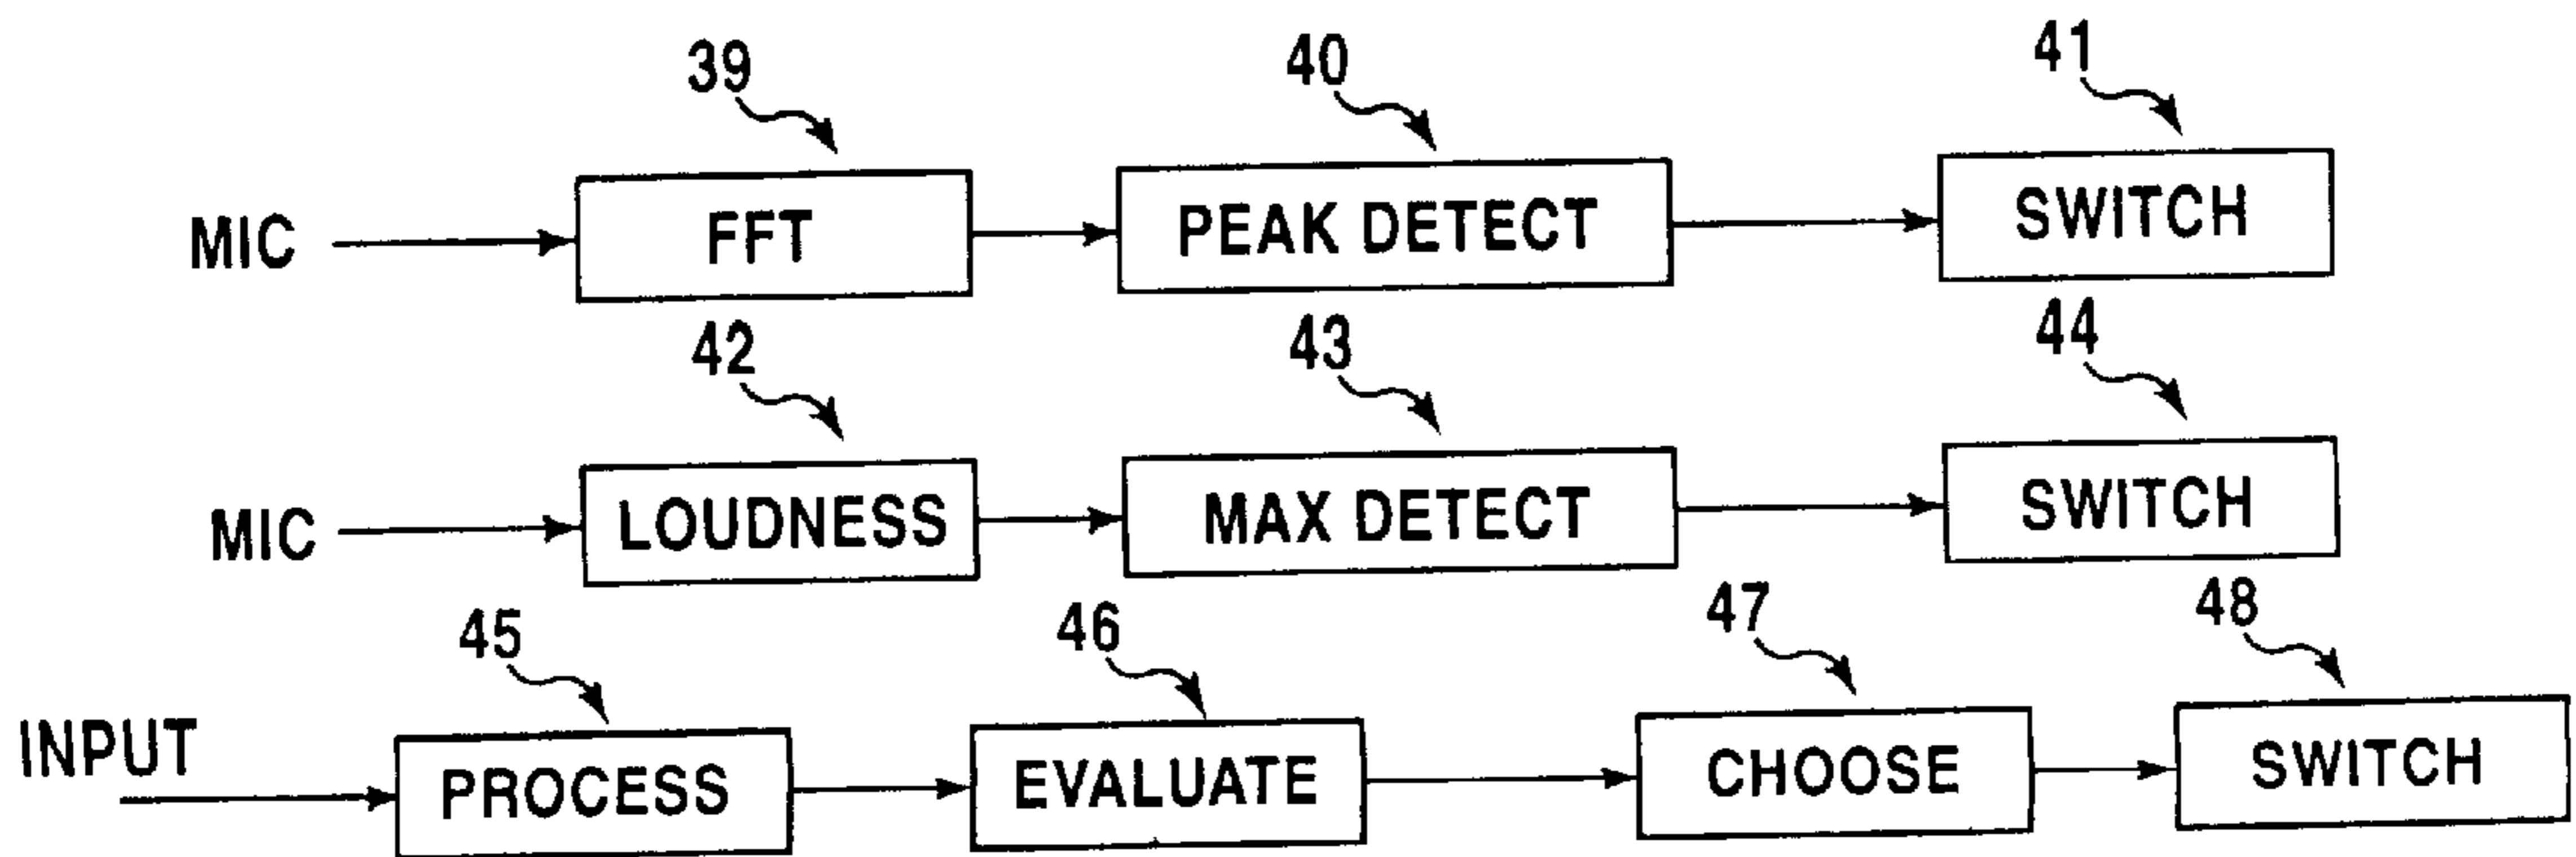 39 40 41
MIC FFT PEAK DETECT SWITCH
42 43 44
MIC LOUDNESS MAX DETECT SWITCH
45 46 47 48
INPUT PROCESS EVALUATE CHOOSE SWITCH